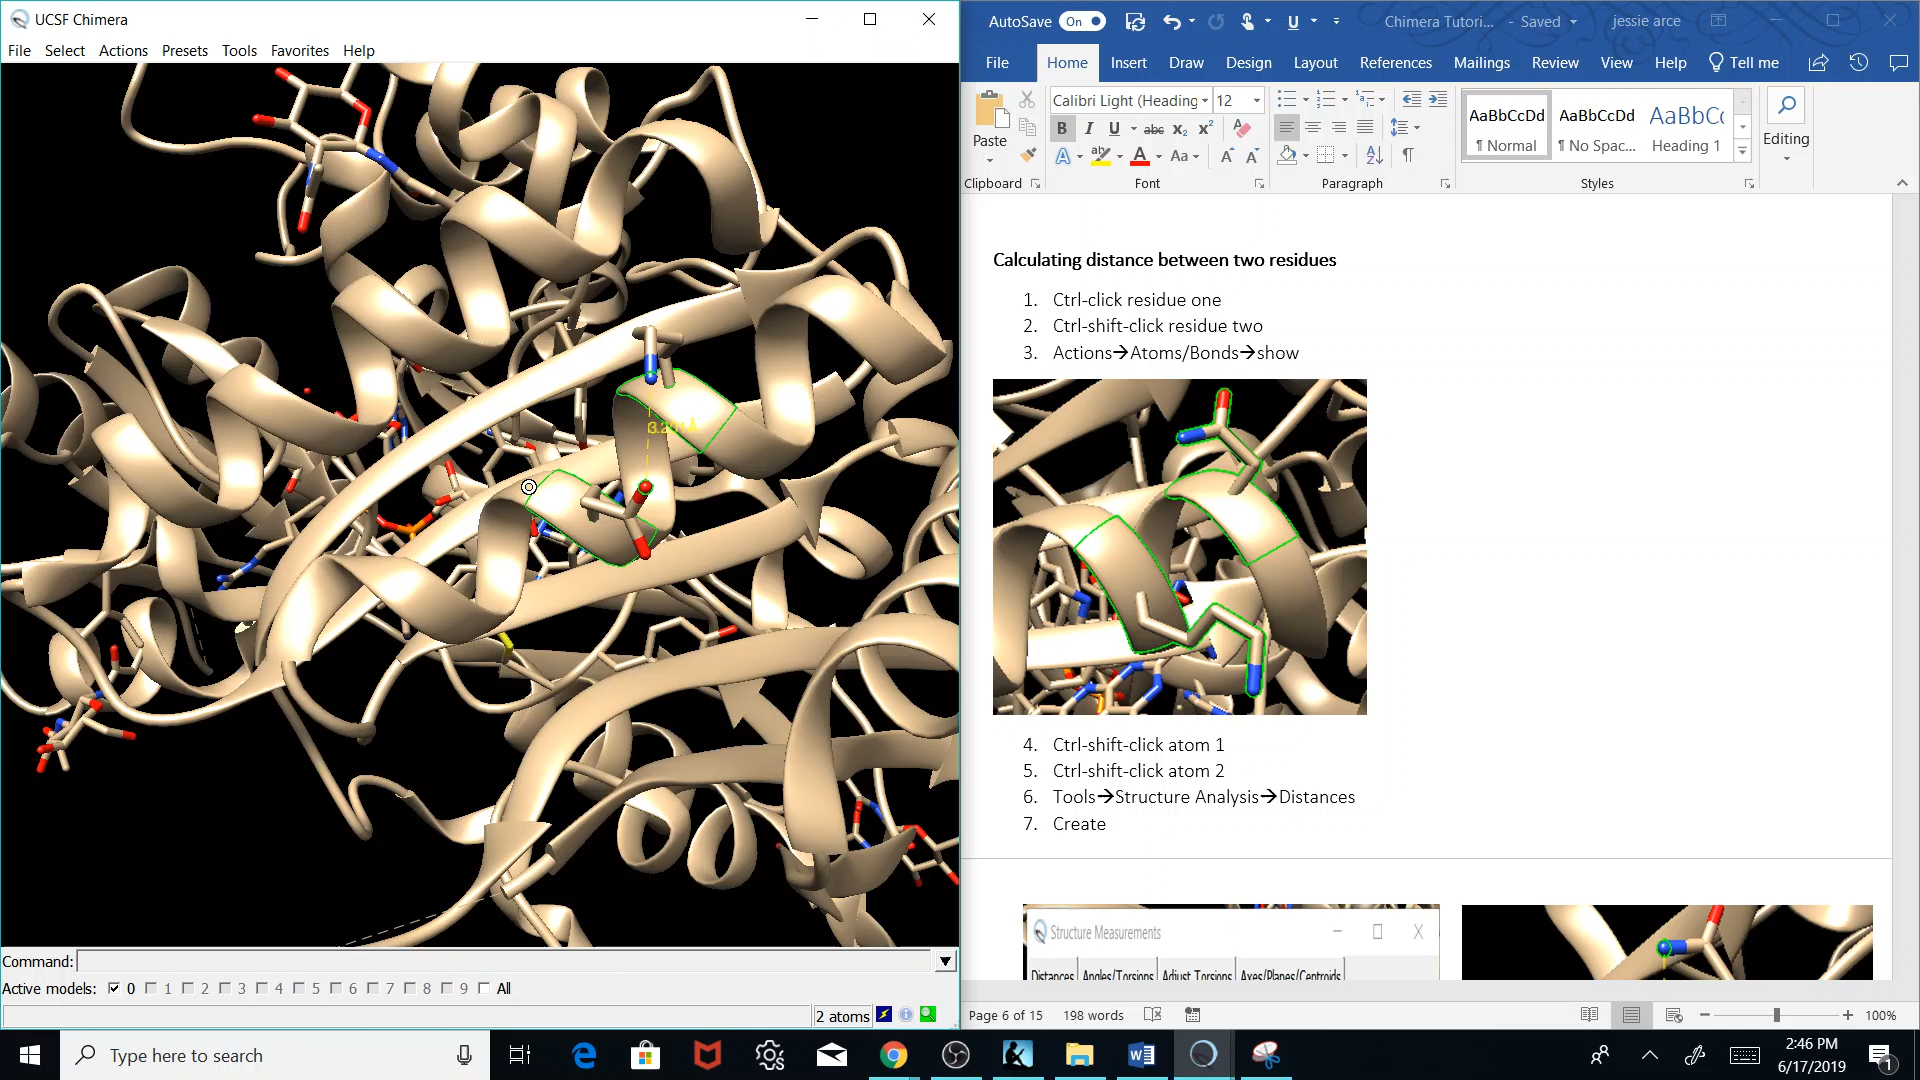 UCSF Chimera
File Select Actions Presets Tools Favorites Help
Command:
Active models: 0 1 2 3 4 5 6 7 8 9 All
2 atoms
AutoSave On Chimera Tutori... - Saved jessie arce
File Home Insert Draw Design Layout References Mailings Review View Help Tell me
Paste
Calibri Light (Heading 12
B I U abc x₂ x²
A A Aa A A
Clipboard Font Paragraph Styles
AaBbCcDd AaBbCcDd AaBbCc
¶ Normal ¶ No Spac... Heading 1
Editing
Calculating distance between two residues
1. Ctrl-click residue one
2. Ctrl-shift-click residue two
3. Actions→Atoms/Bonds→show
4. Ctrl-shift-click atom 1
5. Ctrl-shift-click atom 2
6. Tools→Structure Analysis→Distances
7. Create
Structure Measurements
Distances Angles/Torsions Adjust Torsions Axes/Planes/Centroids
Page 6 of 15 198 words 100%
Type here to search
2:46 PM
6/17/2019
1